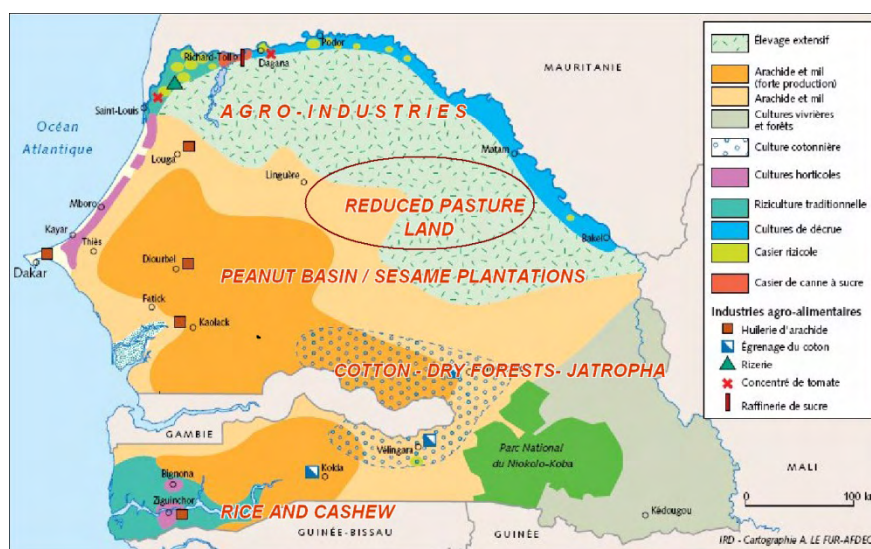 Océan
Atlantique
MAURITANIE
MALI
GAMBIE
GUINÉE-BISSAU
GUINÉE
Richard-Toll
Dagana
Podor
Saint-Louis
AGRO-INDUSTRIES
Matam
Louga
Linguère
REDUCED PASTURE
LAND
Mboro
Kayar
Thiès
Dakar
Diourbel
Bakel
PEANUT BASIN / SESAME PLANTATIONS
Fatick
Kaolack
COTTON - DRY FORESTS- JATROPHA
Vélingara
Kolda
Parc National
du Niokolo-Koba
Bignona
Ziguinchor
RICE AND CASHEW
Kédougou
Élevage extensif
Arachide et mil
(forte production)
Arachide et mil
Cultures vivrières
et forêts
Culture cotonnière
Cultures horticoles
Riziculture traditionnelle
Cultures de décrue
Casier rizicole
Casier de canne à sucre
Industries agro-alimentaires
Huilerie d'arachide
Égrenage du coton
Rizerie
Concentré de tomate
Raffinerie de sucre
0
100 km
IRD - Cartographie A. LE FUR-AFDEC